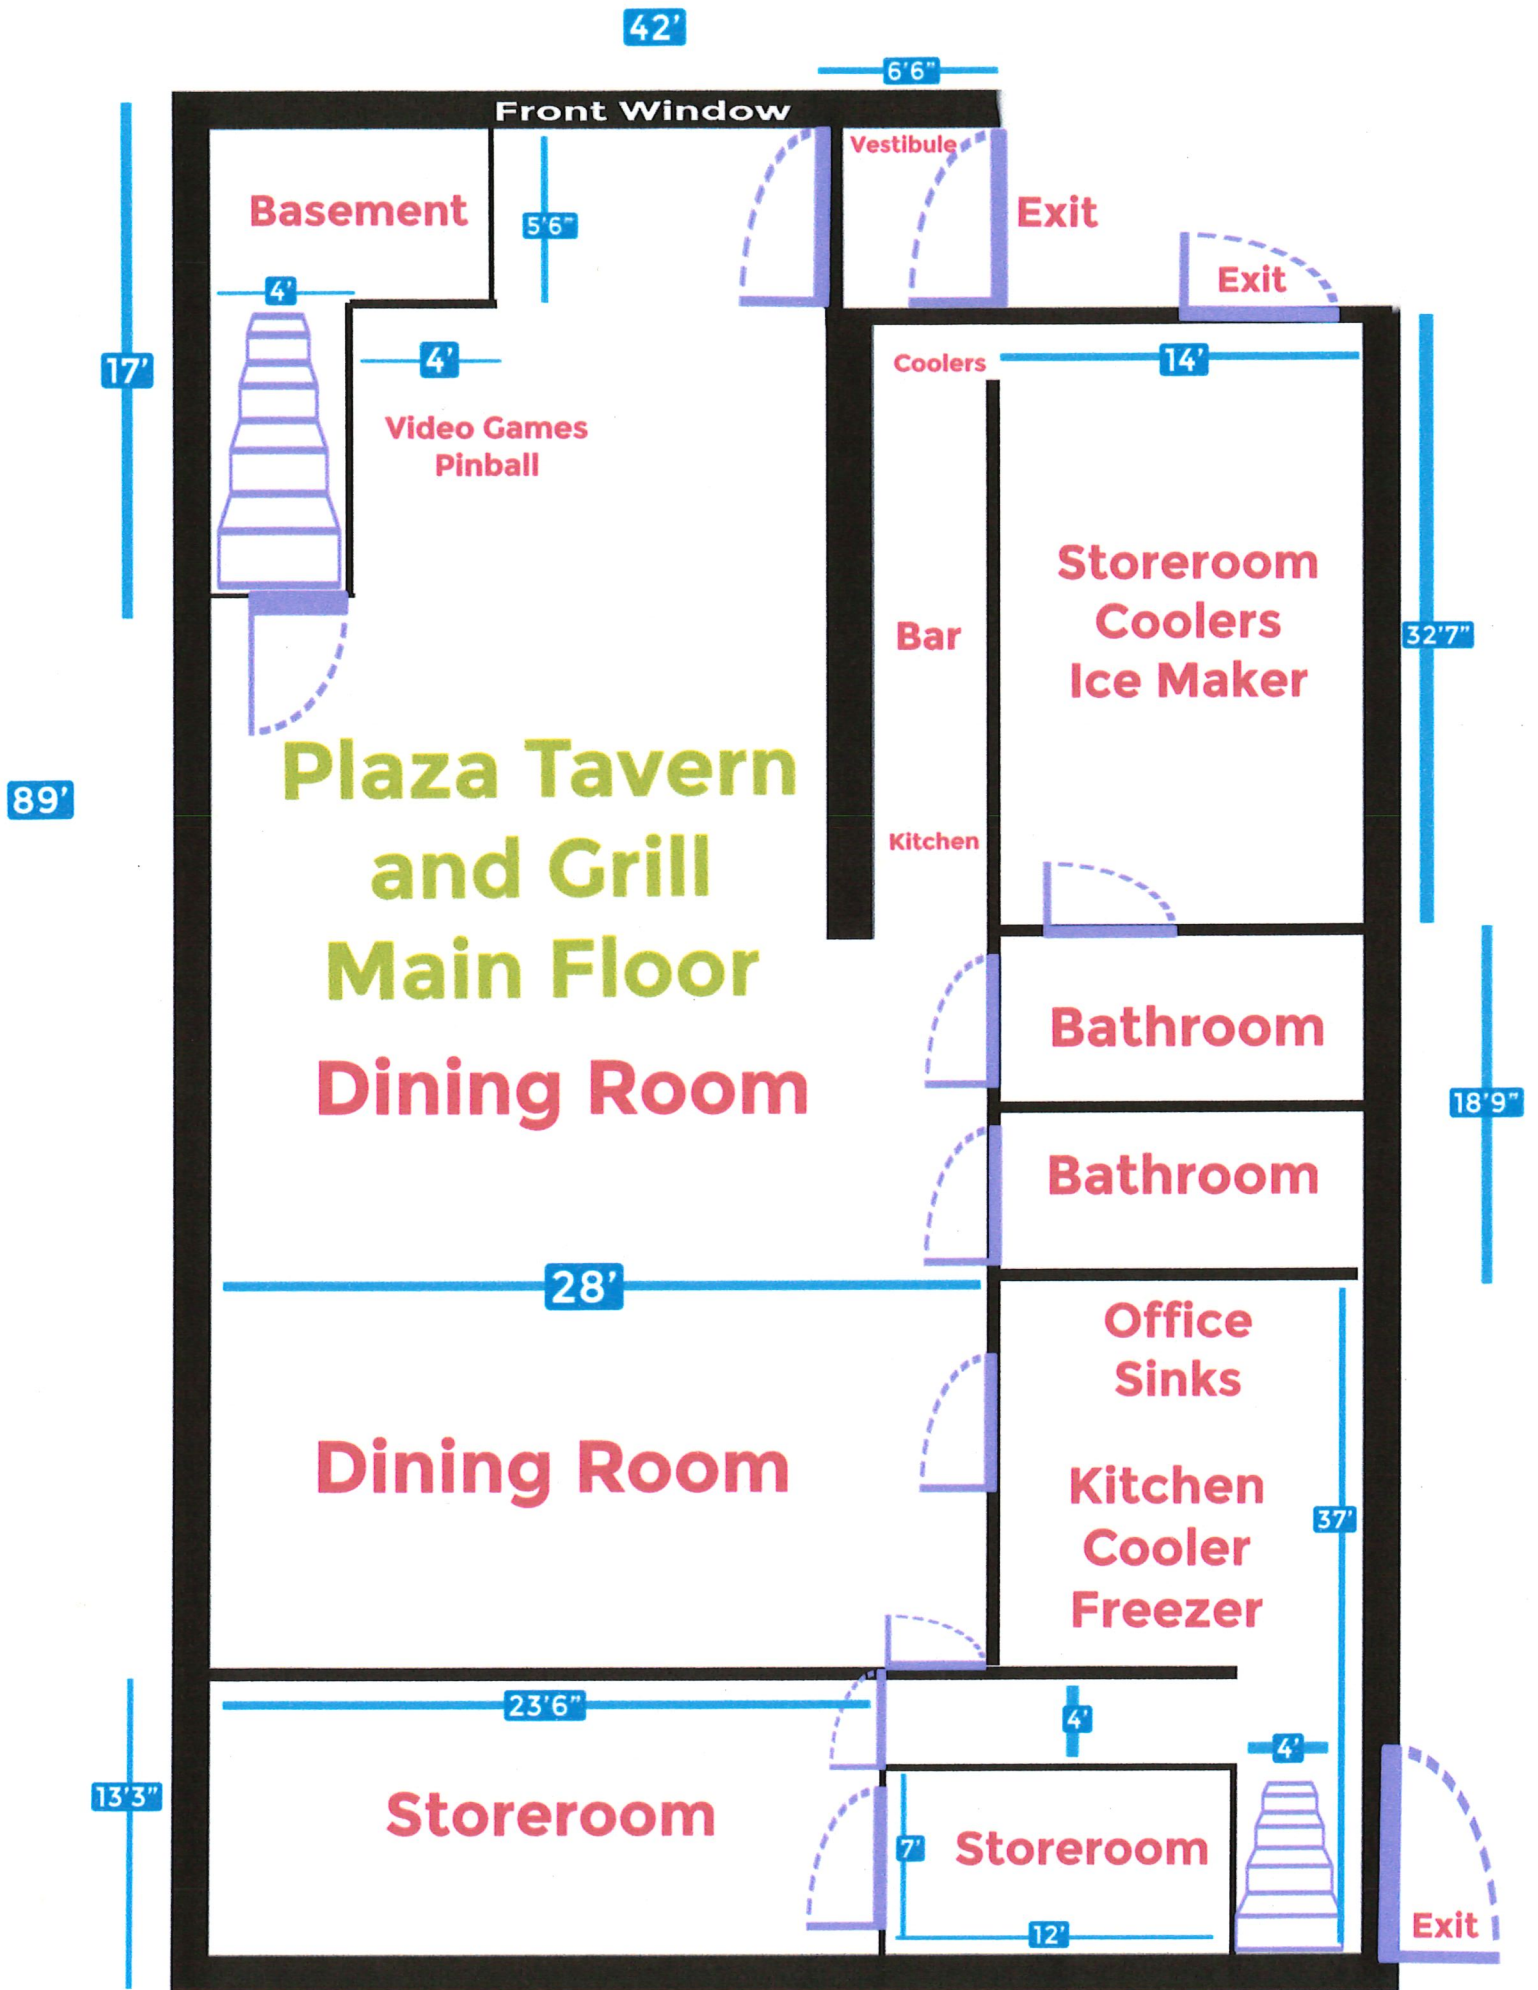 42'
6'6"
Front Window
Vestibule
Basement
5'6"
Exit
Exit
4'
17'
4'
Coolers
14'
Video Games
Pinball
Storeroom
Coolers
Ice Maker
Bar
32'7"
Plaza Tavern
and Grill
Main Floor
89'
Kitchen
Dining Room
Bathroom
18'9"
Bathroom
28'
Office
Sinks
Dining Room
Kitchen
Cooler
Freezer
37'
23'6"
4'
4'
13'3"
Storeroom
7'
Storeroom
12'
Exit